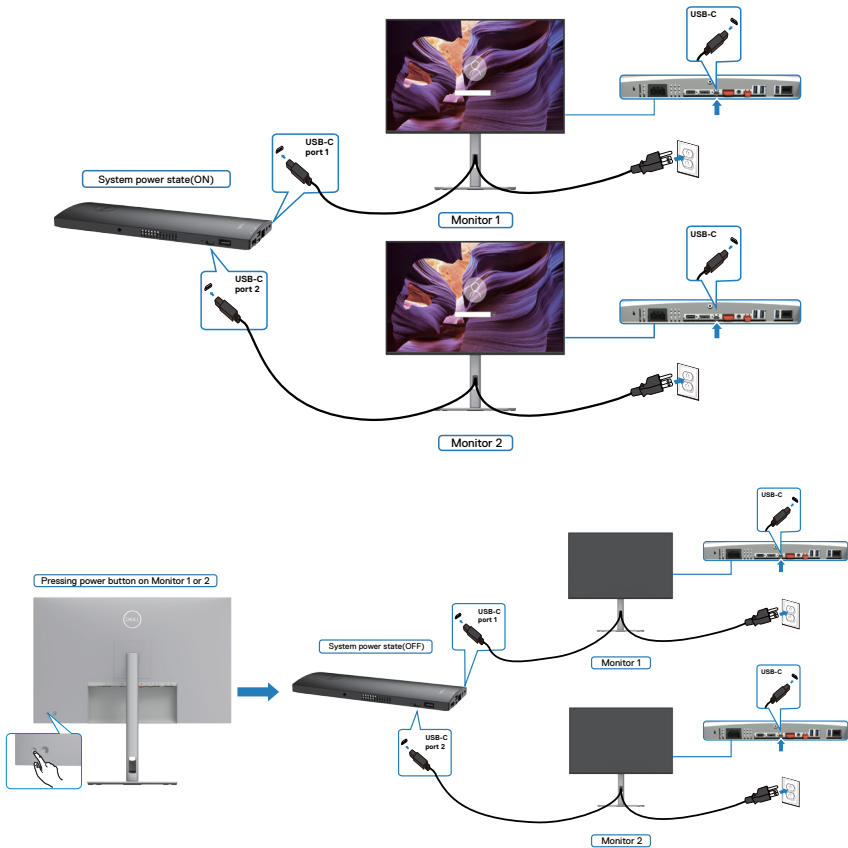 USB-C
USB-C
port 1
System power state(ON)
Monitor 1
USB-C
USB-C
port 2
Monitor 2
USB-C
Pressing power button on Monitor 1 or 2
DELL
USB-C
port 1
System power state(OFF)
Monitor 1
USB-C
USB-C
port 2
Monitor 2